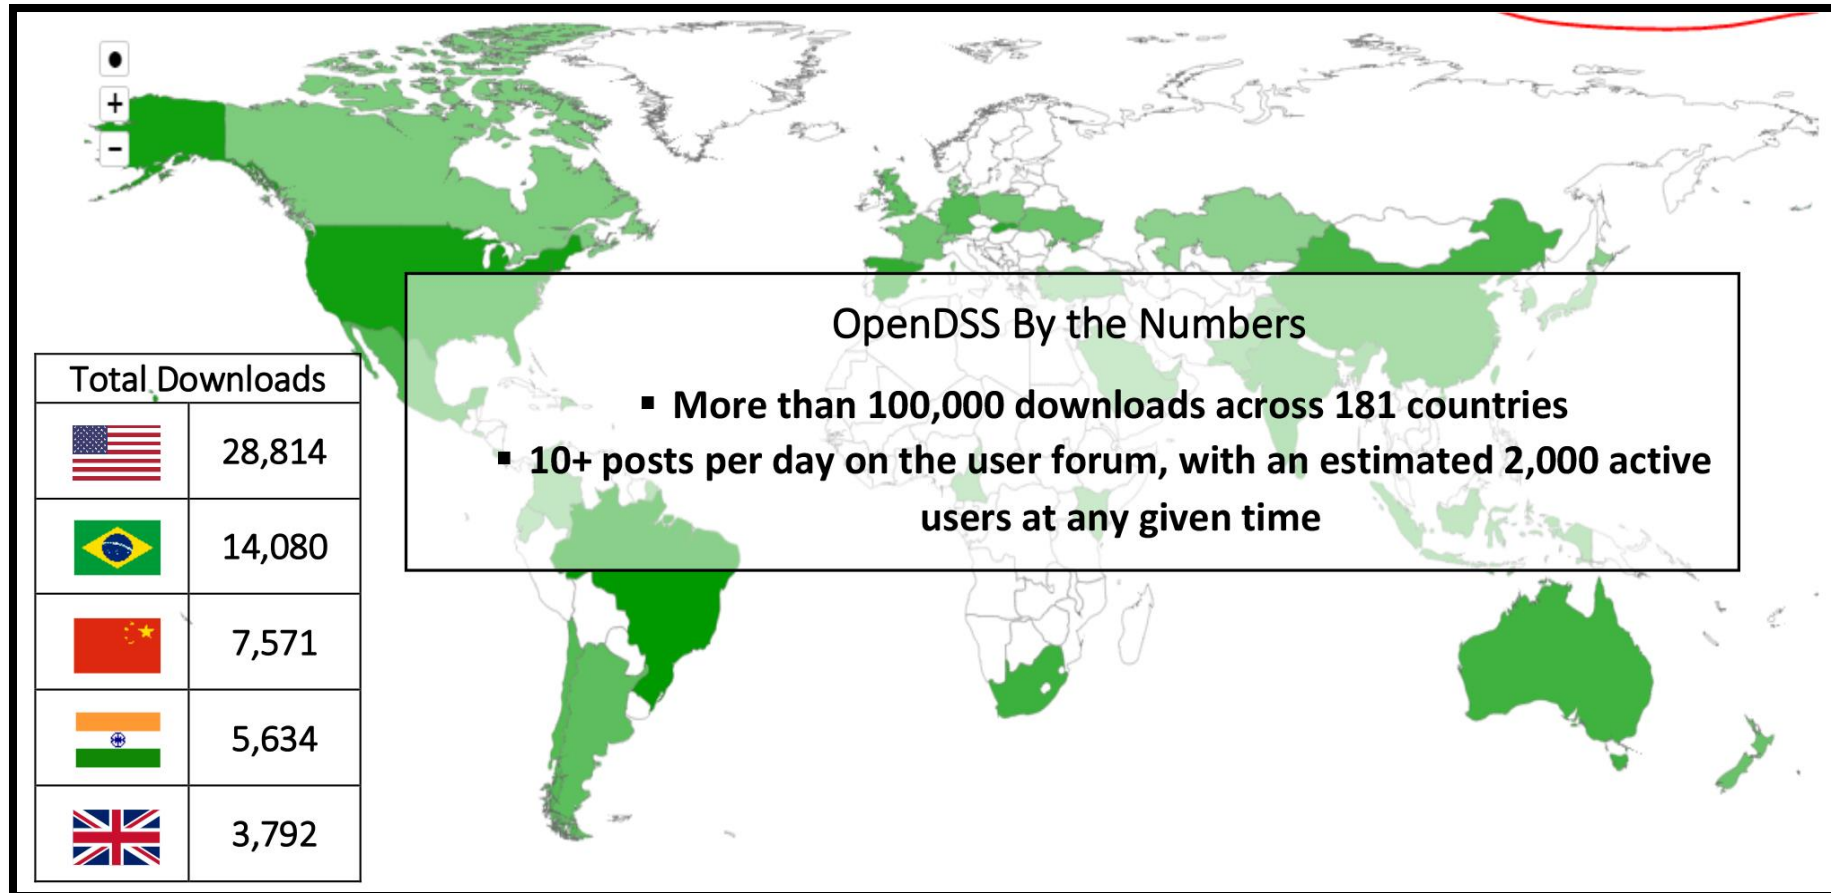 OpenDSS By the Numbers
▪ More than 100,000 downloads across 181 countries
▪ 10+ posts per day on the user forum, with an estimated 2,000 active
users at any given time
Total Downloads
28,814
14,080
7,571
5,634
3,792